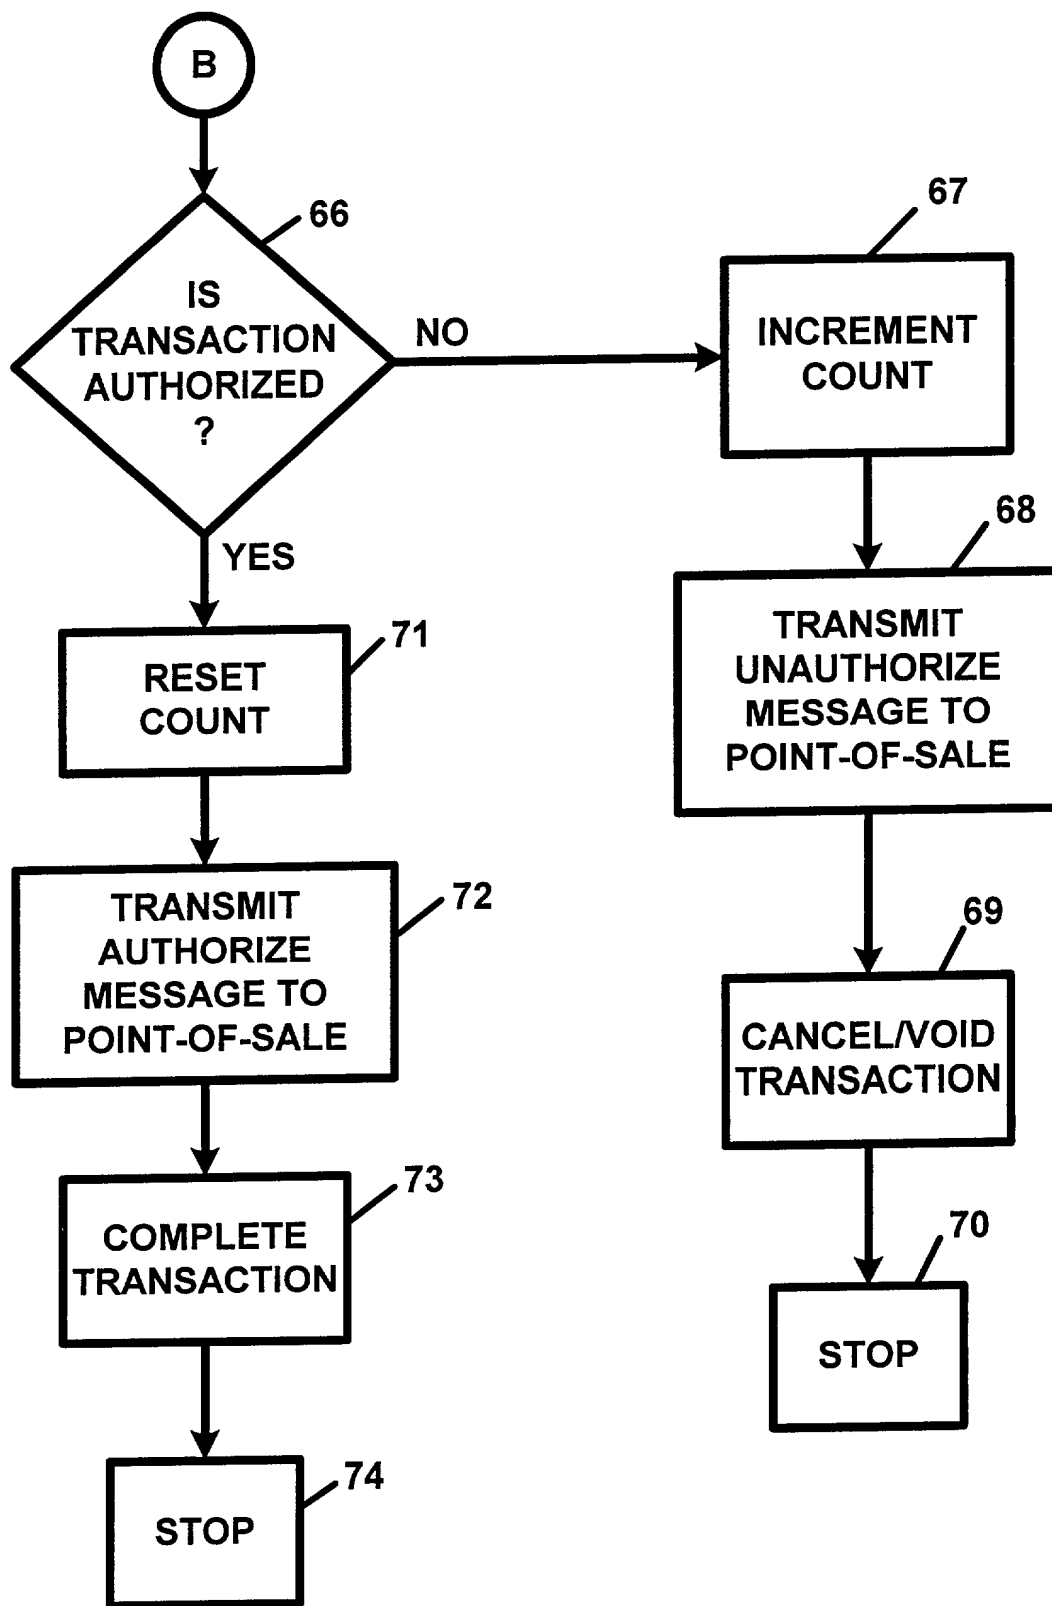 B
66
IS
TRANSACTION
AUTHORIZED
?
NO
YES
67
INCREMENT
COUNT
68
TRANSMIT
UNAUTHORIZE
MESSAGE TO
POINT-OF-SALE
69
CANCEL/VOID
TRANSACTION
70
STOP
71
RESET
COUNT
72
TRANSMIT
AUTHORIZE
MESSAGE TO
POINT-OF-SALE
73
COMPLETE
TRANSACTION
74
STOP